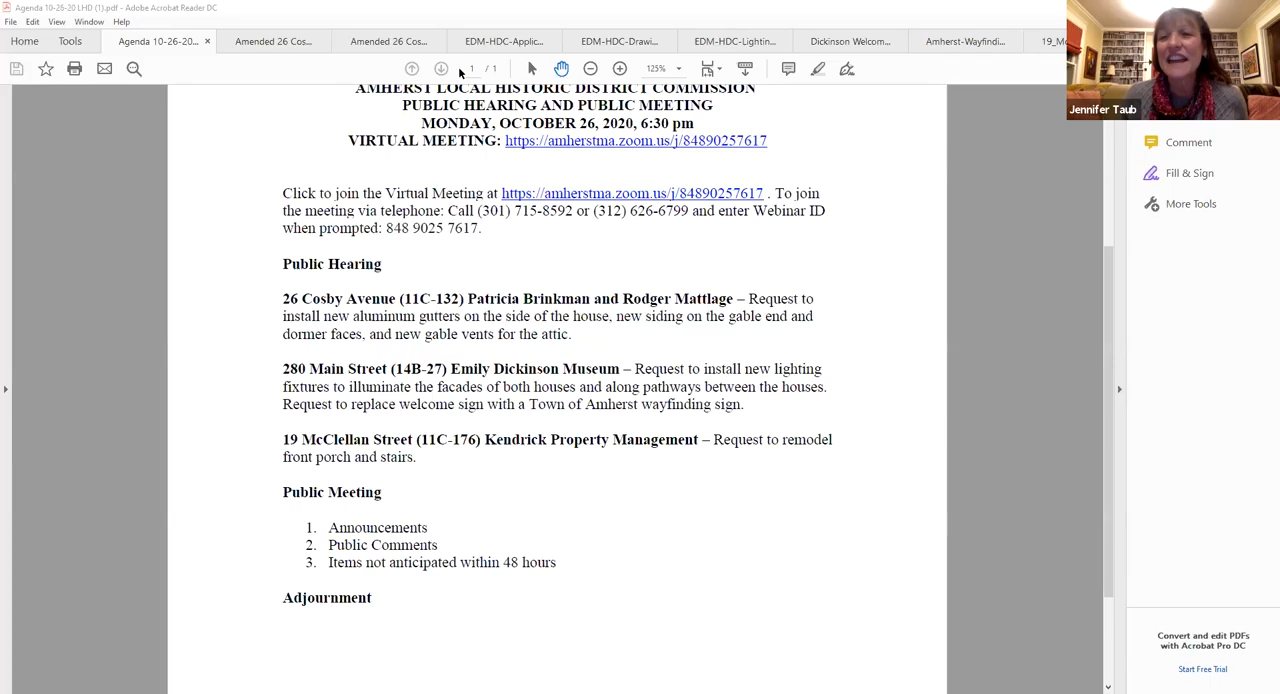 Agenda 10-26-20 LHD (1).pdf - Adobe Acrobat Reader DC
File Edit View Window Help
Home Tools Agenda 10-26-20... × Amended 26 Cos... Amended 26 Cos... EDM-HDC-Applic... EDM-HDC-Drawi... EDM-HDC-Lightin... Dickinson Welcom... Amherst-Wayfindi... 19_M
1 / 1 125%
Jennifer Taub
AMHERST LOCAL HISTORIC DISTRICT COMMISSION
PUBLIC HEARING AND PUBLIC MEETING
MONDAY, OCTOBER 26, 2020, 6:30 pm
VIRTUAL MEETING: https://amherstma.zoom.us/j/84890257617
Click to join the Virtual Meeting at https://amherstma.zoom.us/j/84890257617 . To join
the meeting via telephone: Call (301) 715-8592 or (312) 626-6799 and enter Webinar ID
when prompted: 848 9025 7617.
Public Hearing
26 Cosby Avenue (11C-132) Patricia Brinkman and Rodger Mattlage – Request to
install new aluminum gutters on the side of the house, new siding on the gable end and
dormer faces, and new gable vents for the attic.
280 Main Street (14B-27) Emily Dickinson Museum – Request to install new lighting
fixtures to illuminate the facades of both houses and along pathways between the houses.
Request to replace welcome sign with a Town of Amherst wayfinding sign.
19 McClellan Street (11C-176) Kendrick Property Management – Request to remodel
front porch and stairs.
Public Meeting
1. Announcements
2. Public Comments
3. Items not anticipated within 48 hours
Adjournment
Comment
Fill & Sign
More Tools
Convert and edit PDFs
with Acrobat Pro DC
Start Free Trial